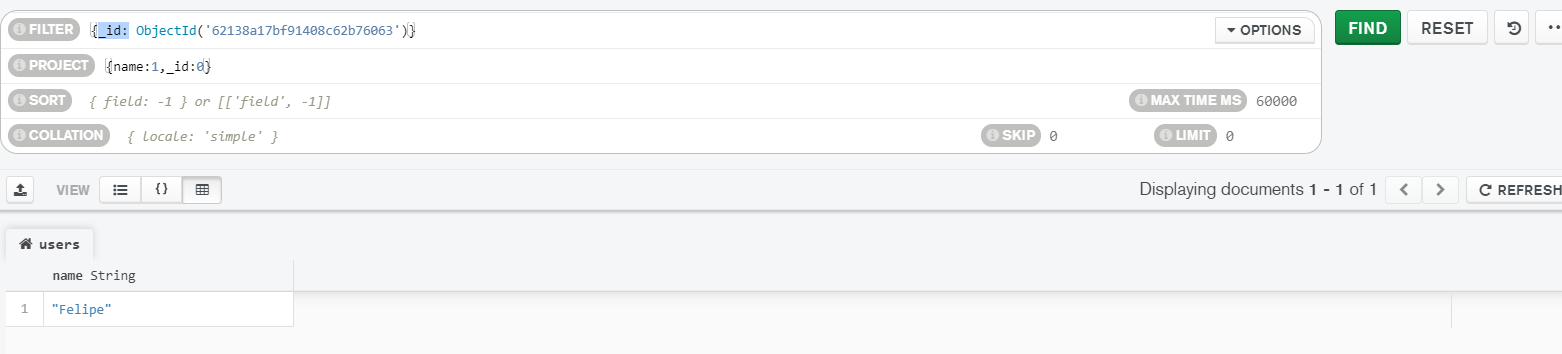 FILTER {_id: ObjectId('62138a17bf91408c62b76063')} OPTIONS FIND RESET
PROJECT {name:1,_id:0}
SORT { field: -1 } or [['field', -1]] MAX TIME MS 60000
COLLATION { locale: 'simple' } SKIP 0 LIMIT 0
VIEW {} Displaying documents 1 - 1 of 1 REFRESH
users
name String
1 "Felipe"